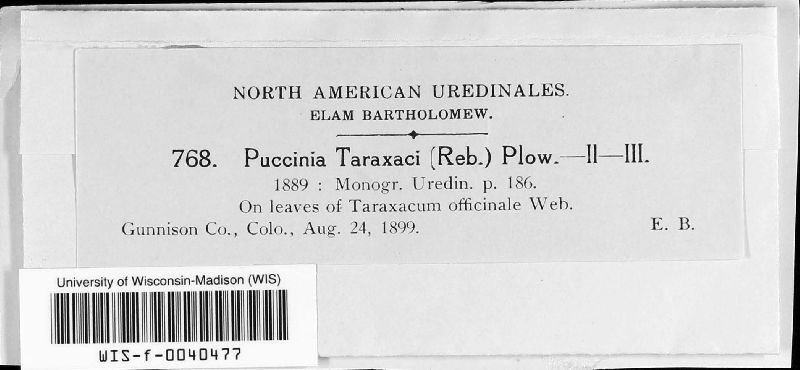 NORTH AMERICAN UREDINALES.
ELAM BARTHOLOMEW.
768. Puccinia Taraxaci (Reb.) Plow.—II—III.
1889 : Monogr. Uredin. p. 186.
On leaves of Taraxacum officinale Web.
Gunnison Co., Colo., Aug. 24, 1899. E. B.
University of Wisconsin-Madison (WIS)
WIS-f-0040477